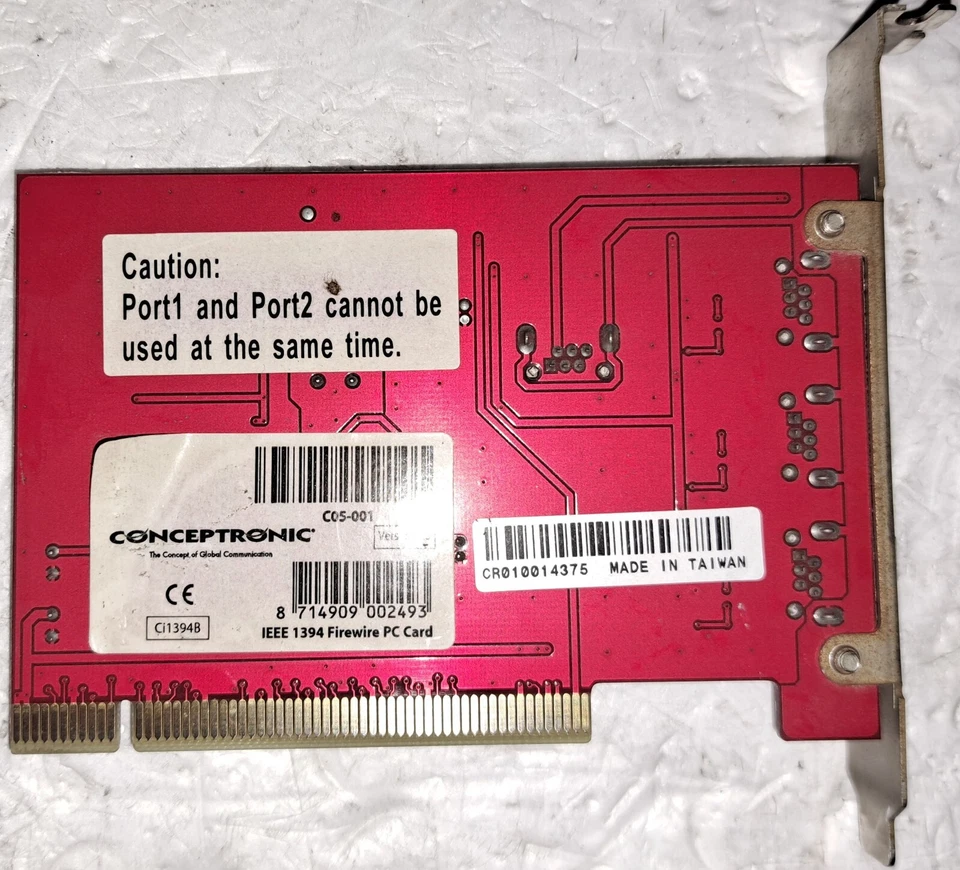 Caution:
Port1 and Port2 cannot be
used at the same time.
C05-001
CONCEPTRONIC
The Concept of Global Communication
CE
8 714909 002493
Ci1394B
IEEE 1394 Firewire PC Card
CR010014375 MADE IN TAIWAN